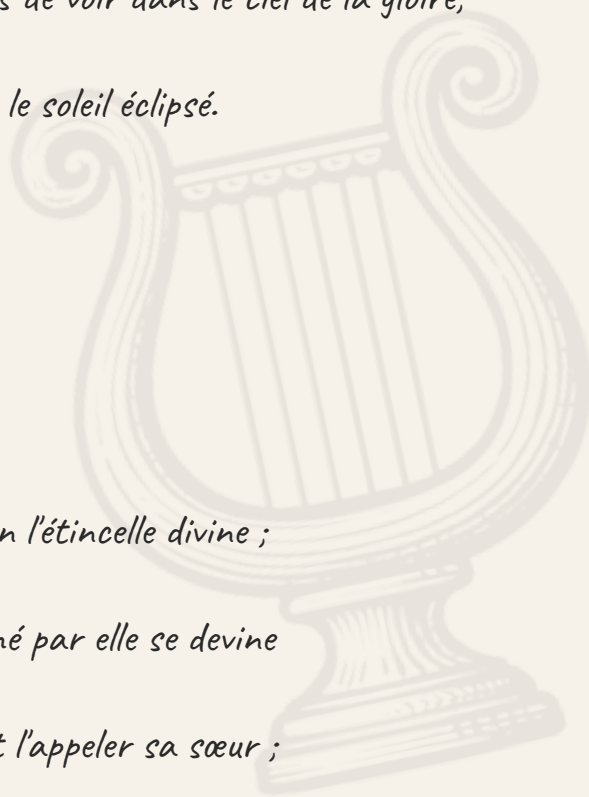 de voir dans le ciel de la gloire,
le soleil éclipsé.
l'étincelle divine ;
par elle se devine
l'appeler sa sœur ;